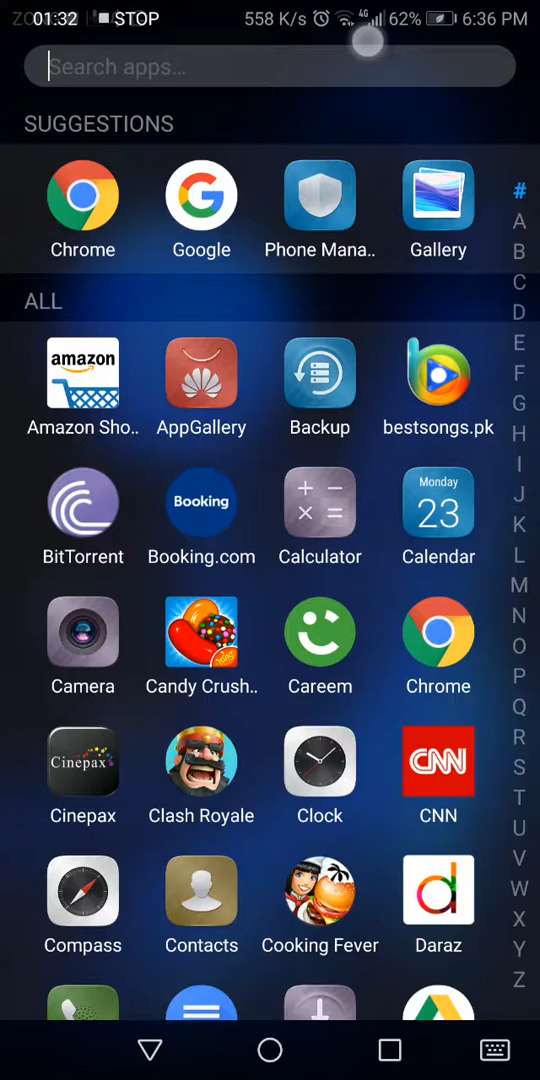 01:32 STOP 558 K/s 4G 62% 6:36 PM
Search apps...
SUGGESTIONS
Chrome Google Phone Mana.. Gallery
#
ALL
A
B
C
D
E
F
G
H
I
J
K
L
M
N
O
P
Q
R
S
T
U
V
W
X
Y
Z
amazon
Amazon Sho.. AppGallery Backup bestsongs.pk
Booking Monday
23
BitTorrent Booking.com Calculator Calendar
King
Camera Candy Crush.. Careem Chrome
Cinepax CNN
Cinepax Clash Royale Clock CNN
d
Compass Contacts Cooking Fever Daraz